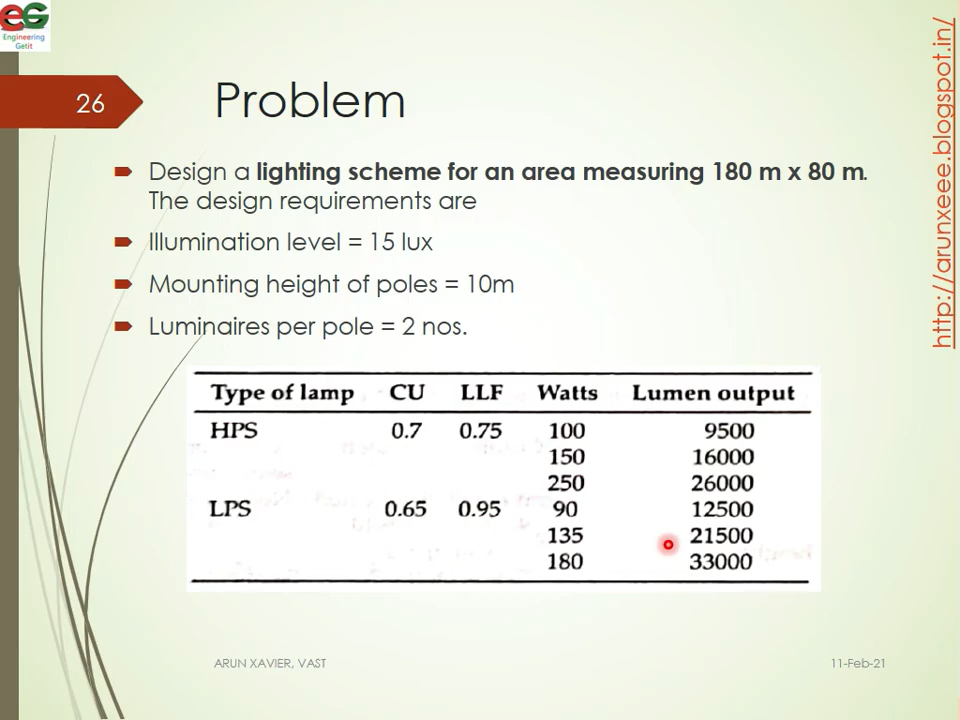 eG
Engineering
Getit
26
Problem
Design a lighting scheme for an area measuring 180 m x 80 m.
The design requirements are
Illumination level = 15 lux
Mounting height of poles = 10m
Luminaires per pole = 2 nos.
Type of lamp CU LLF Watts Lumen output
HPS 0.7 0.75 100 9500
150 16000
250 26000
LPS 0.65 0.95 90 12500
135 21500
180 33000
ARUN XAVIER, VAST
11-Feb-21
http://arunxeee.blogspot.in/